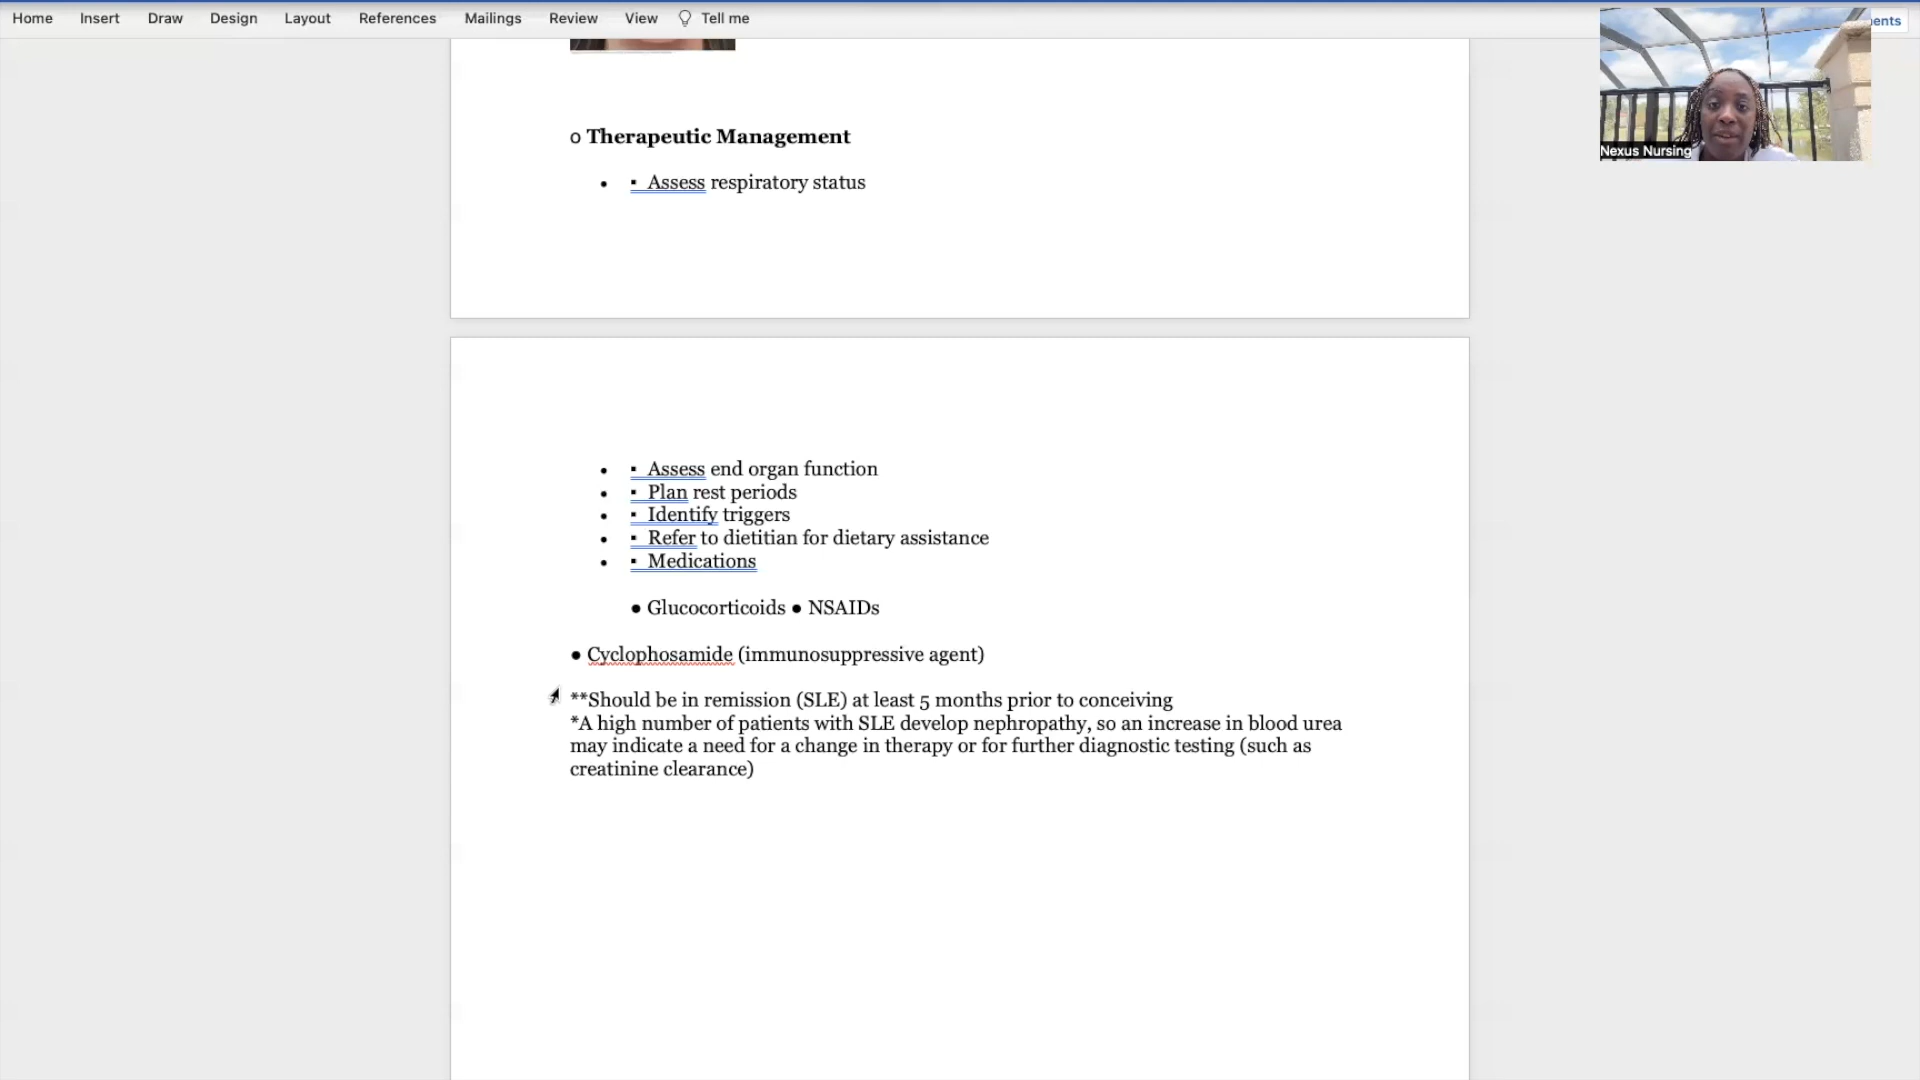 Home Insert Draw Design Layout References Mailings Review View Tell me
ents
Nexus Nursing
o Therapeutic Management
• ▪ Assess respiratory status
• ▪ Assess end organ function
• ▪ Plan rest periods
• ▪ Identify triggers
• ▪ Refer to dietitian for dietary assistance
• ▪ Medications
● Glucocorticoids ● NSAIDs
● Cyclophosamide (immunosuppressive agent)
**Should be in remission (SLE) at least 5 months prior to conceiving
*A high number of patients with SLE develop nephropathy, so an increase in blood urea
may indicate a need for a change in therapy or for further diagnostic testing (such as
creatinine clearance)